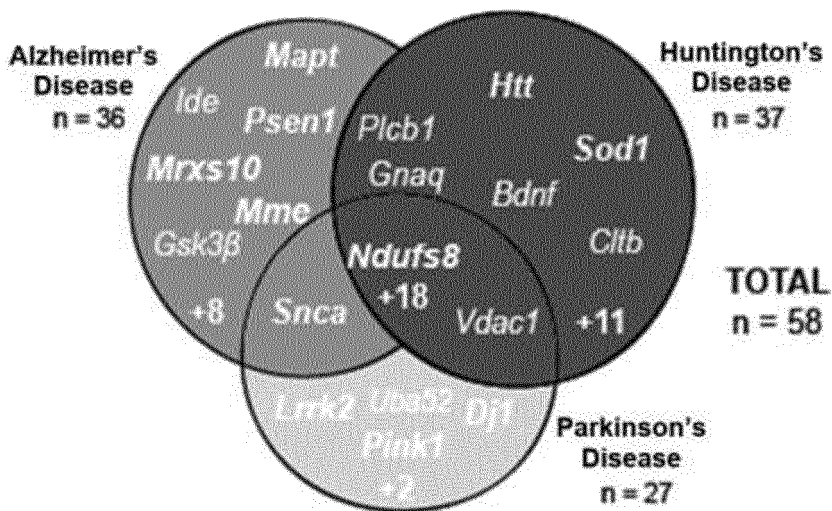 Alzheimer's
Disease
n = 36
Huntington's
Disease
n = 37
Mapt
Ide
Psen1
Mrxs10
Mme
Gsk3β
+8
Plcb1
Gnaq
Htt
Sod1
Bdnf
Cltb
+11
Ndufs8
+18
Snca
Vdac1
TOTAL
n = 58
Lrrk2
Uba52
Dj1
Pink1
+2
Parkinson's
Disease
n = 27